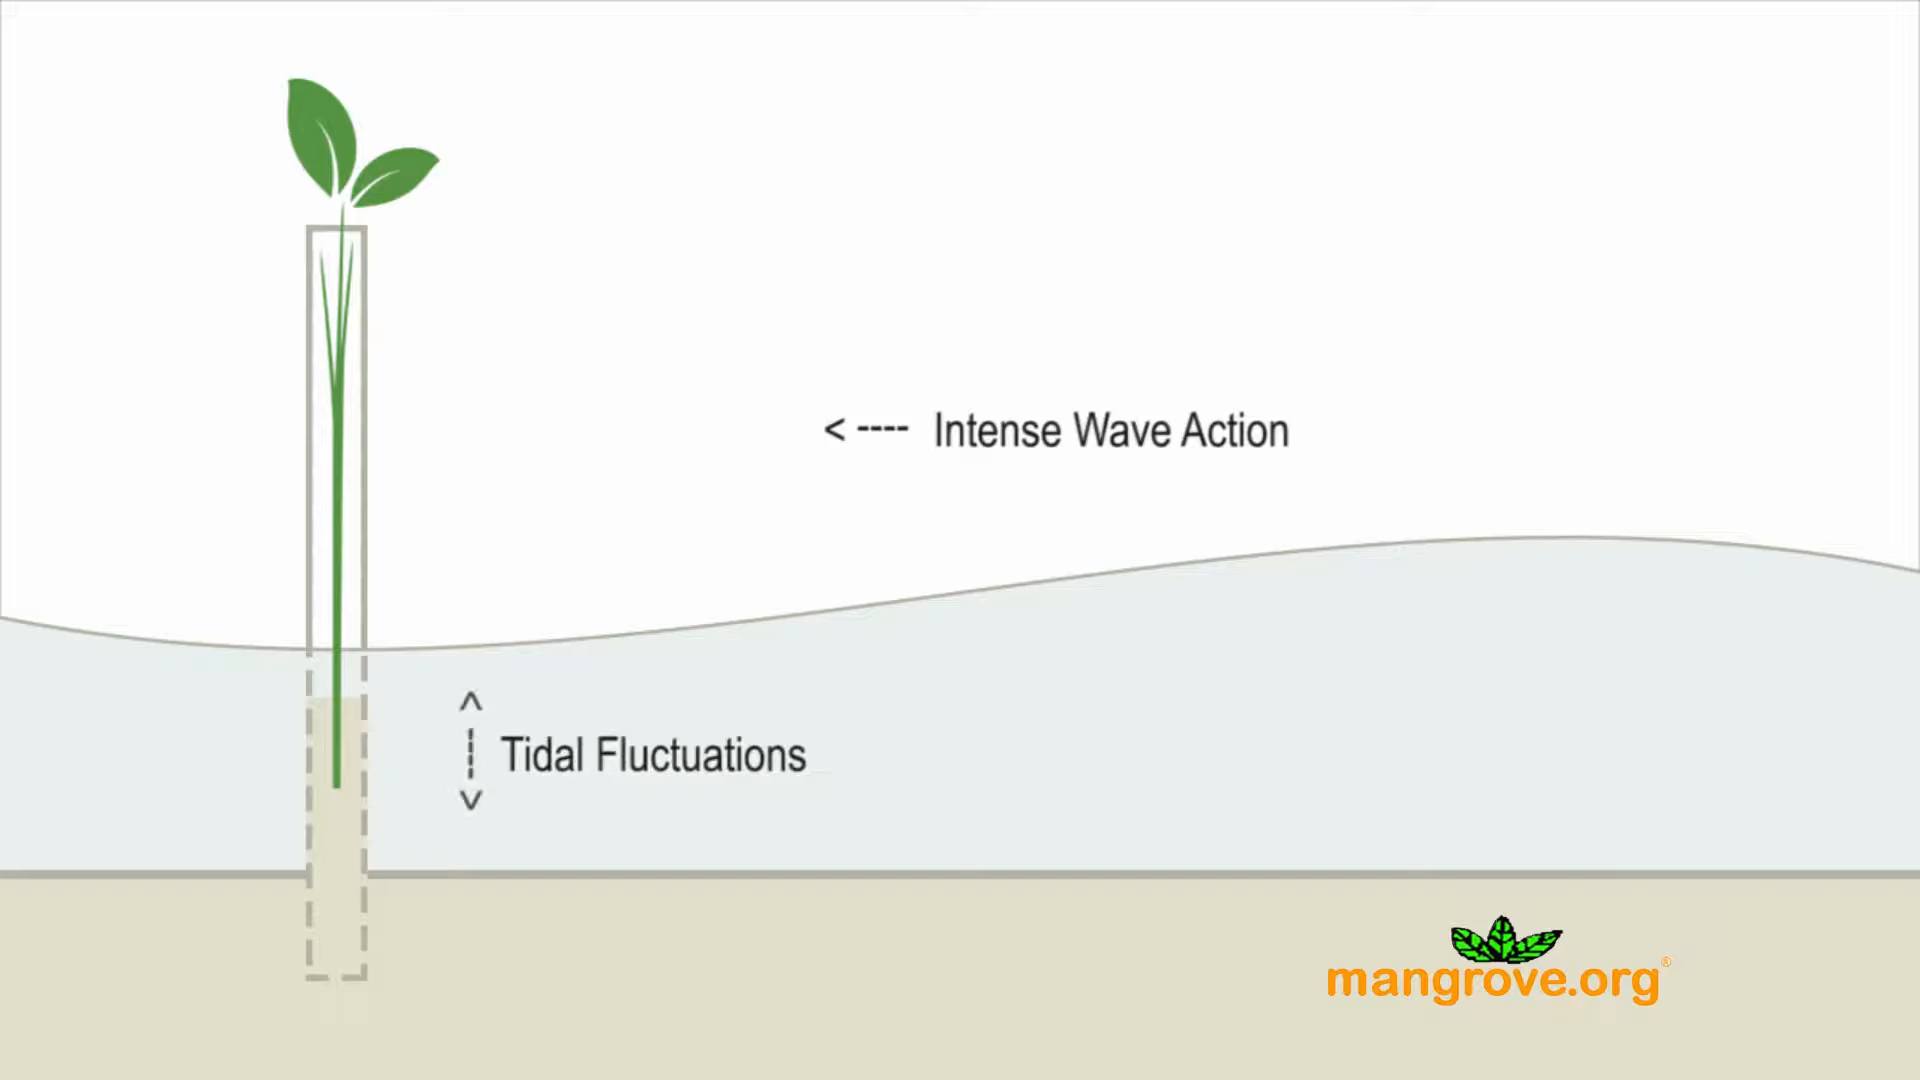 < ---- Intense Wave Action
Tidal Fluctuations
mangrove.org®